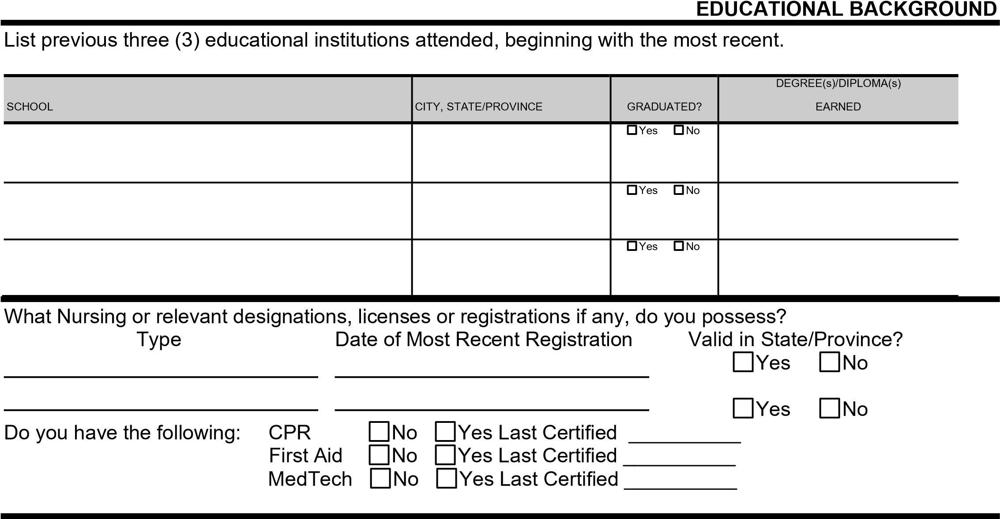 EDUCATIONAL BACKGROUND
List previous three (3) educational institutions attended, beginning with the most recent.
SCHOOL CITY, STATE/PROVINCE GRADUATED? DEGREE(s)/DIPLOMA(s) EARNED
Yes No
Yes No
Yes No
What Nursing or relevant designations, licenses or registrations if any, do you possess?
Type Date of Most Recent Registration Valid in State/Province?
Yes No
Yes No
Do you have the following: CPR No Yes Last Certified
First Aid No Yes Last Certified
MedTech No Yes Last Certified